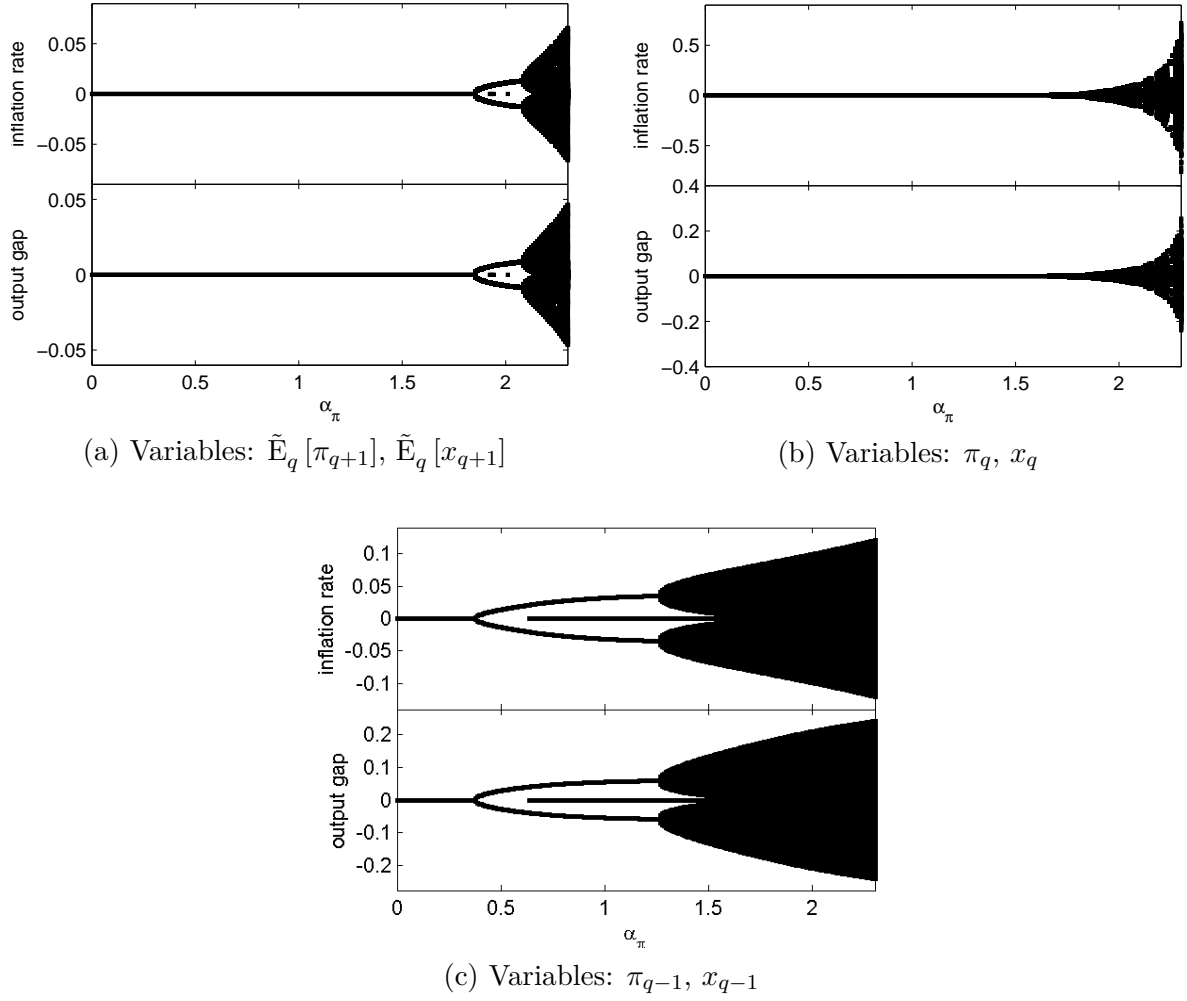 0.05
0
−0.05
inflation rate
0.05
0
−0.05
output gap
0 0.5 1 1.5 2
α_π
(a) Variables: Ẽ_q [π_{q+1}], Ẽ_q [x_{q+1}]
0.5
0
−0.5
inflation rate
0.4
0.2
0
−0.2
−0.4
output gap
0 0.5 1 1.5 2
α_π
(b) Variables: π_q, x_q
0.1
0.05
0
-0.05
-0.1
inflation rate
0.2
0.1
0
-0.1
-0.2
output gap
0 0.5 1 1.5 2
α_π
(c) Variables: π_{q−1}, x_{q−1}